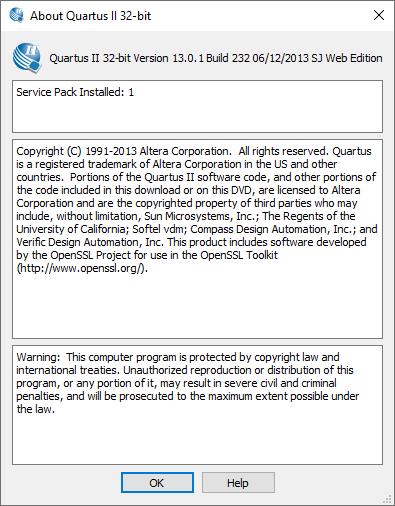 About Quartus II 32-bit
Quartus II 32-bit Version 13.0.1 Build 232 06/12/2013 SJ Web Edition
Service Pack Installed: 1
Copyright (C) 1991-2013 Altera Corporation.  All rights reserved. Quartus
is a registered trademark of Altera Corporation in the US and other
countries.  Portions of the Quartus II software code, and other portions of
the code included in this download or on this DVD, are licensed to Altera
Corporation and are the copyrighted property of third parties who may
include, without limitation, Sun Microsystems, Inc.; The Regents of the
University of California; Softel vdm; Compass Design Automation, Inc.; and
Verific Design Automation, Inc. This product includes software developed
by the OpenSSL Project for use in the OpenSSL Toolkit
(http://www.openssl.org/).
Warning:  This computer program is protected by copyright law and
international treaties. Unauthorized reproduction or distribution of this
program, or any portion of it, may result in severe civil and criminal
penalties, and will be prosecuted to the maximum extent possible under
the law.
OK
Help